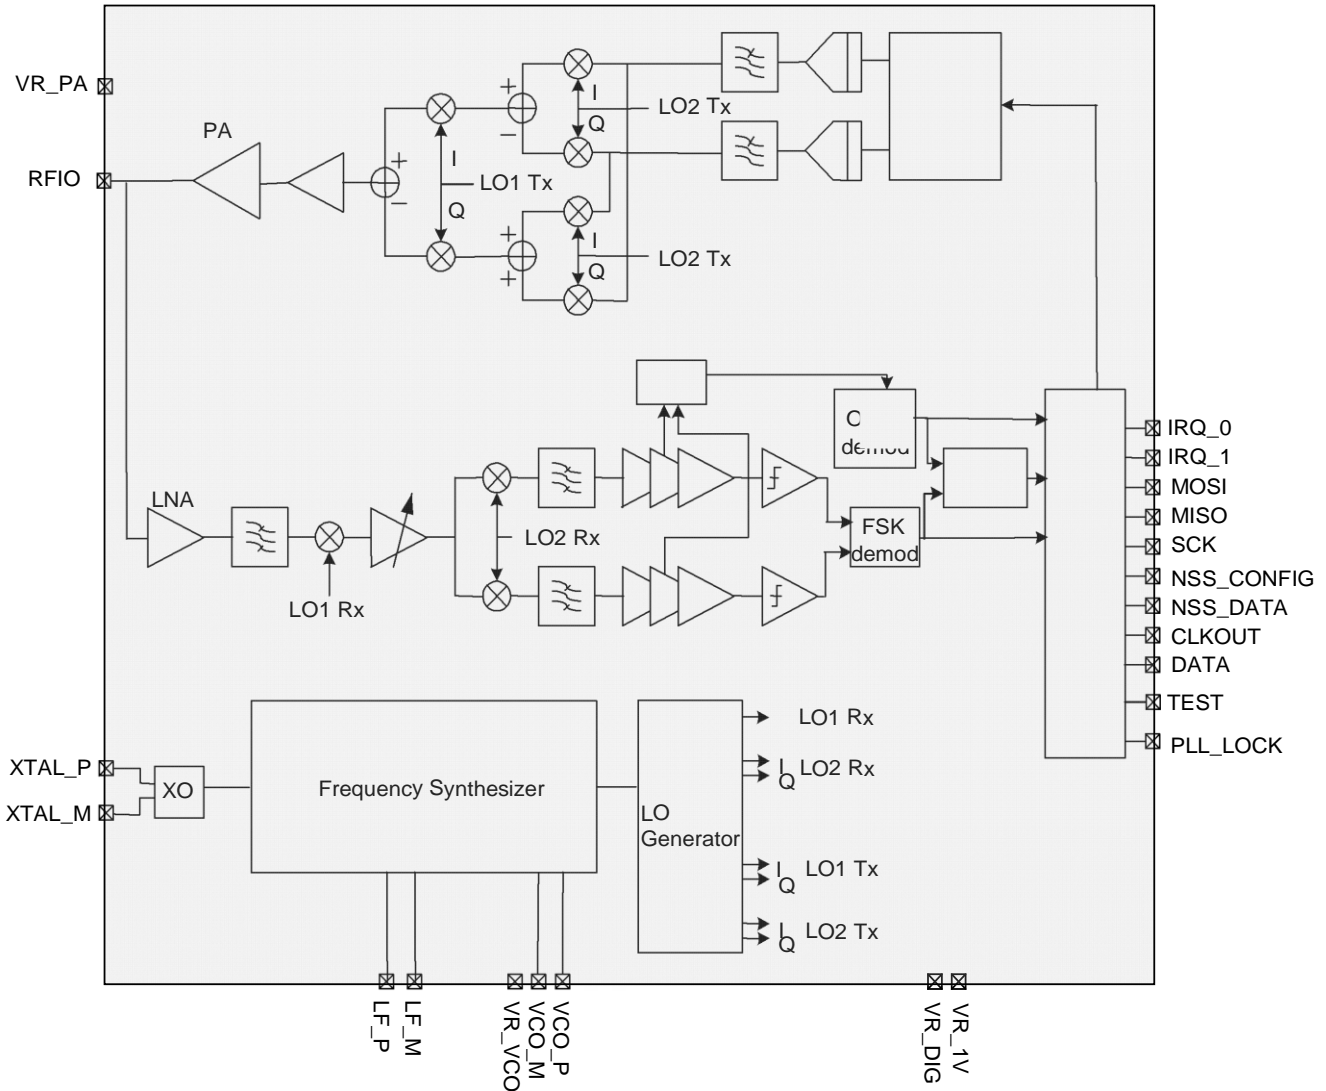 VR_PA
PA
RFIO
I
Q
LO2 Tx
I
Q
LO1 Tx
I
Q
LO2 Tx
+
−
+
−
+
+
demod
LNA
LO1 Rx
LO2 Rx
FSK
demod
IRQ_0
IRQ_1
MOSI
MISO
SCK
NSS_CONFIG
NSS_DATA
CLKOUT
DATA
TEST
PLL_LOCK
XTAL_P
XTAL_M
XO
Frequency Synthesizer
LO
Generator
LO1 Rx
I
Q
LO2 Rx
I
Q
LO1 Tx
I
Q
LO2 Tx
LF_P
LF_M
VR_VCO
VCO_M
VCO_P
VR_DIG
VR_1V